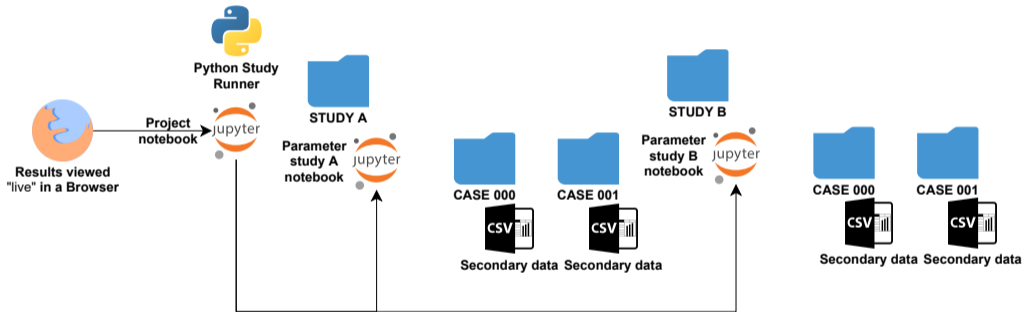 Python Study
Runner
Project
notebook
jupyter
Results viewed
"live" in a Browser
STUDY A
Parameter
study A
notebook
jupyter
CASE 000
CSV
Secondary data
CASE 001
CSV
Secondary data
STUDY B
Parameter
study B
notebook
jupyter
CASE 000
CSV
Secondary data
CASE 001
CSV
Secondary data